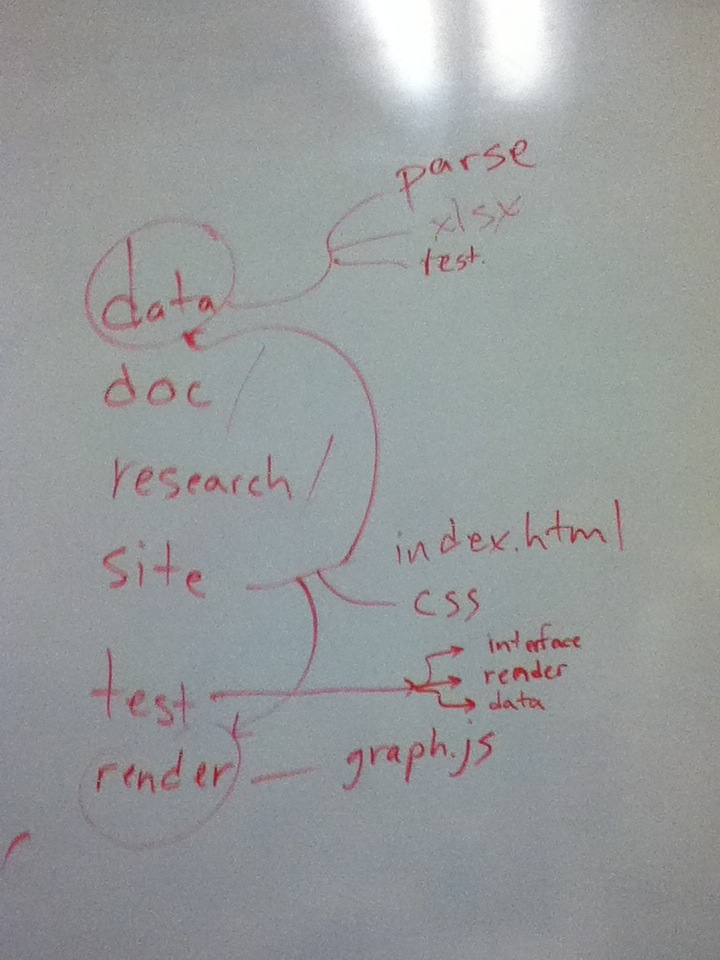 parse
xlsx
test.
data
doc /
research /
site
index.html
css
test
interface
render
data
render
graph.js